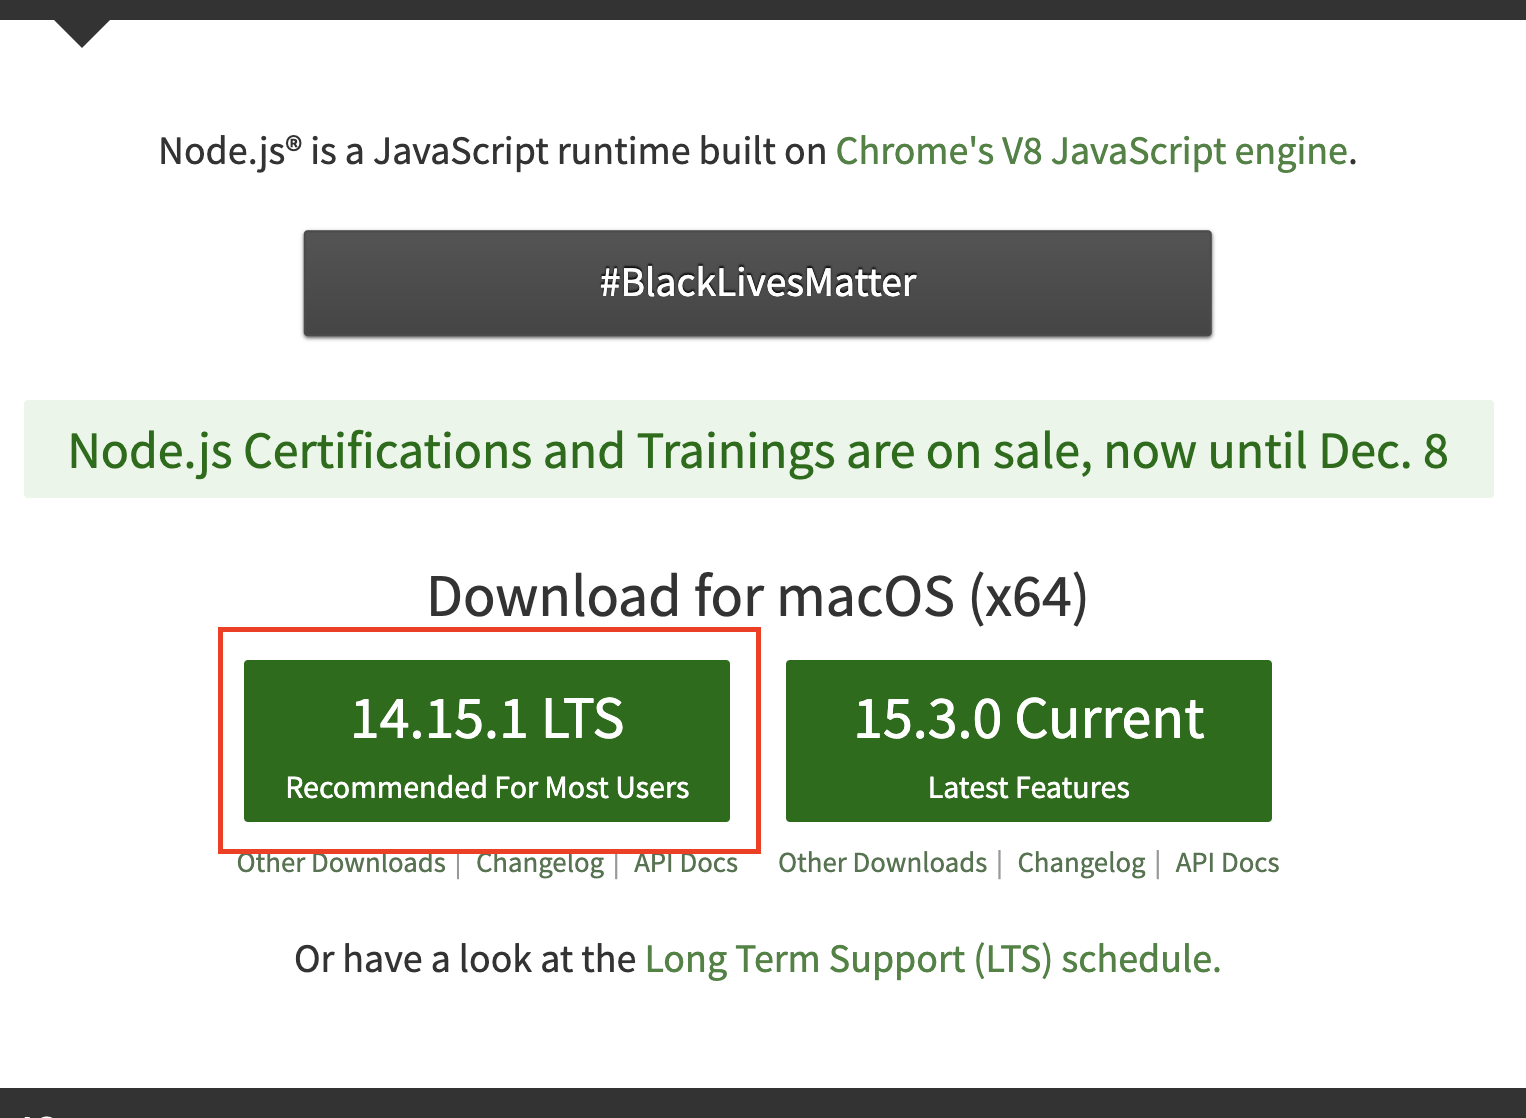 Node.js® is a JavaScript runtime built on Chrome's V8 JavaScript engine.
#BlackLivesMatter
Node.js Certifications and Trainings are on sale, now until Dec. 8
Download for macOS (x64)
14.15.1 LTS
Recommended For Most Users
15.3.0 Current
Latest Features
Other Downloads | Changelog | API Docs
Other Downloads | Changelog | API Docs
Or have a look at the Long Term Support (LTS) schedule.